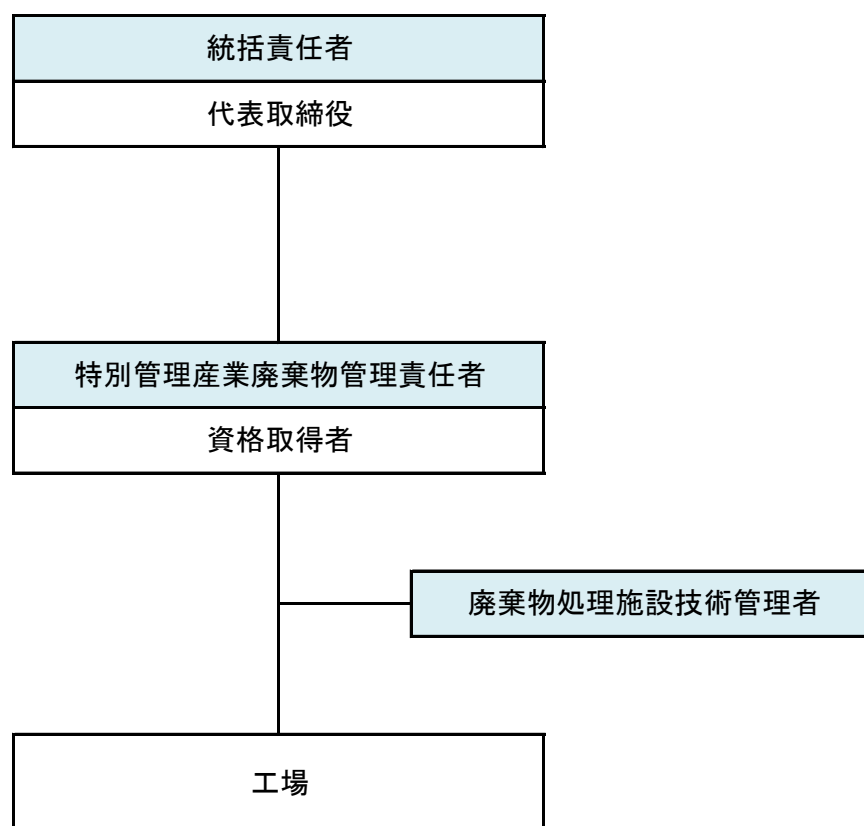 統括責任者
代表取締役
特別管理産業廃棄物管理責任者
資格取得者
廃棄物処理施設技術管理者
工場